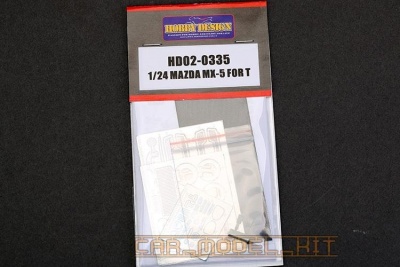 HOBBY DESIGN
HD02-0335
1/24 MAZDA MX-5 FOR T
CAR_MODEL_KIT